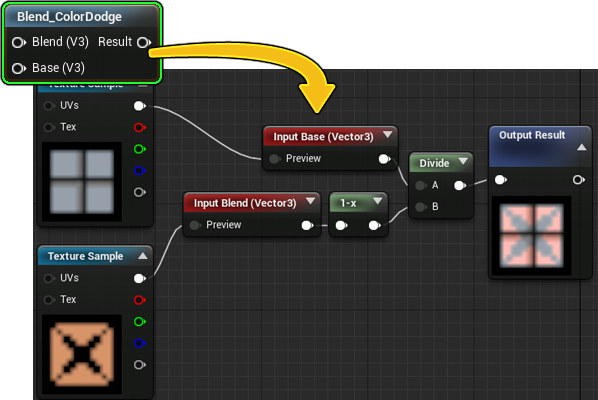 Blend_ColorDodge
Blend (V3) Result
Base (V3)
Texture Sample
UVs
Tex
Input Base (Vector3)
Preview
Input Blend (Vector3)
Preview
1-x
Divide
A
B
Output Result
Texture Sample
UVs
Tex